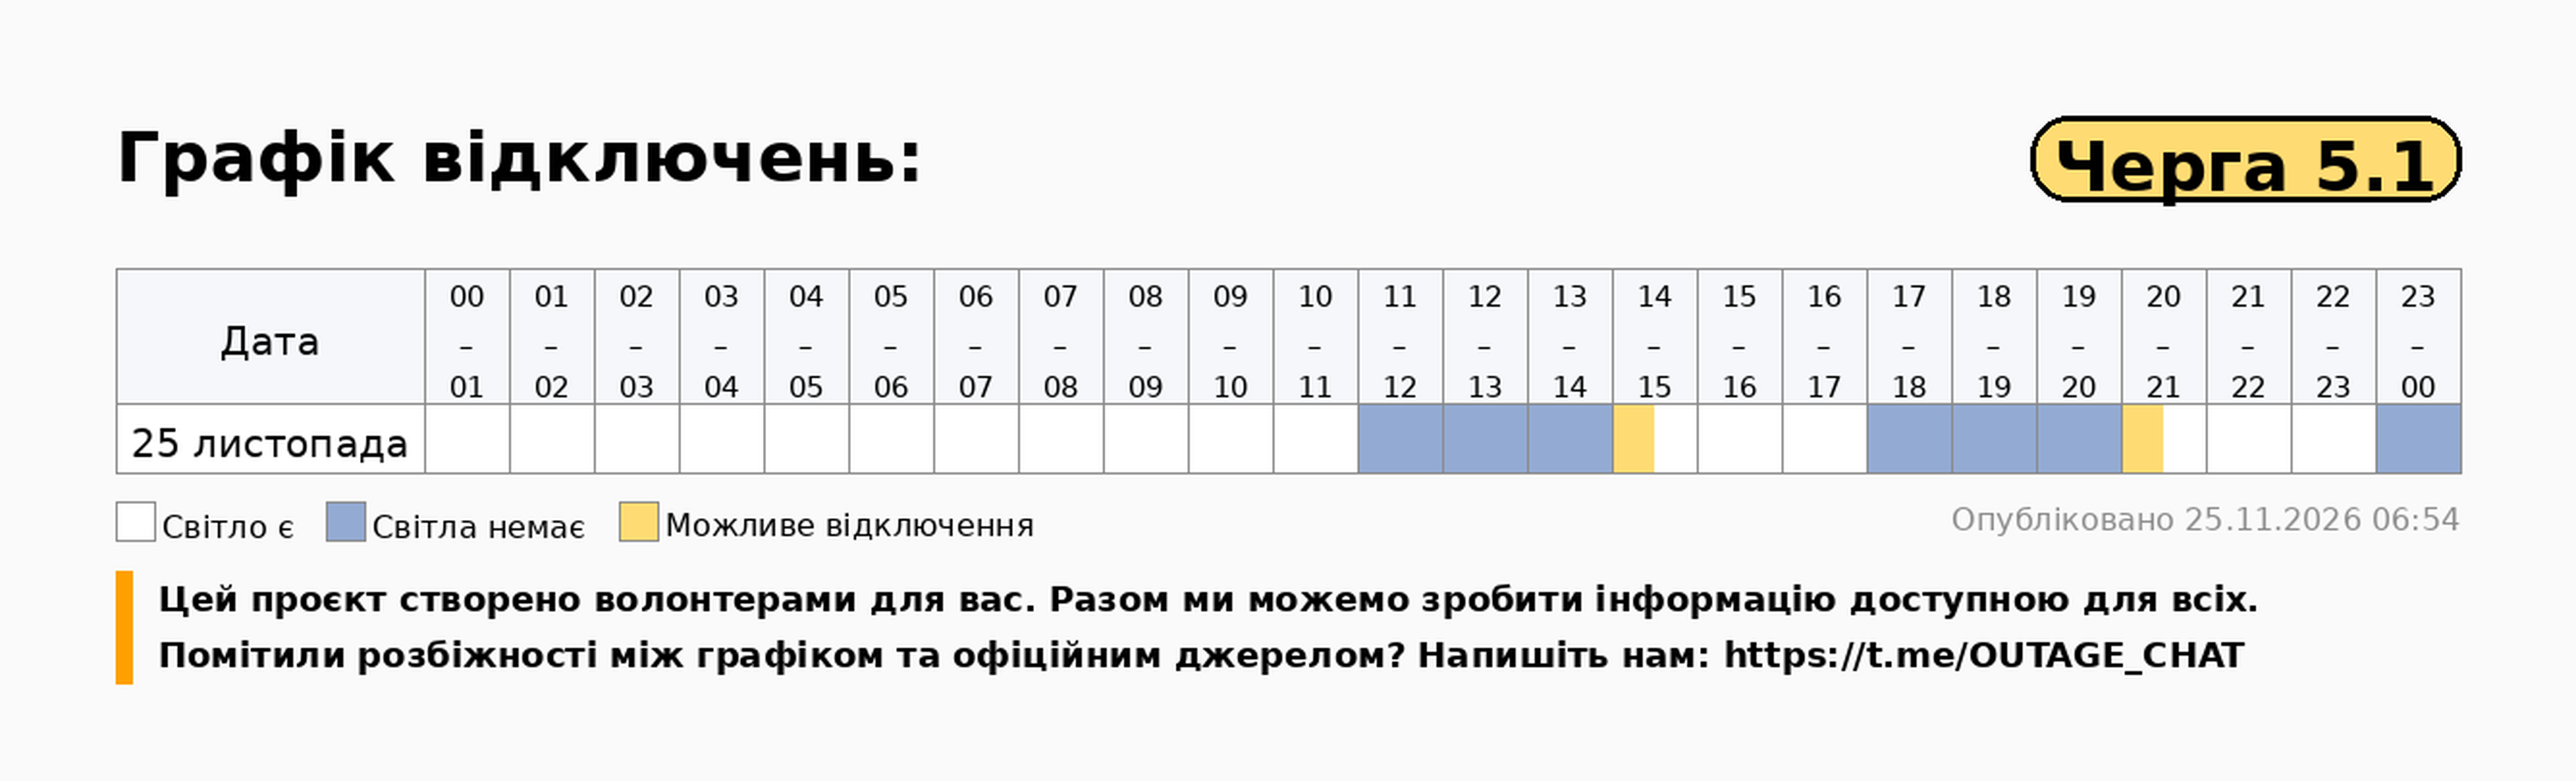 Графік відключень:
Черга 5.1
Дата
00 – 01
01 – 02
02 – 03
03 – 04
04 – 05
05 – 06
06 – 07
07 – 08
08 – 09
09 – 10
10 – 11
11 – 12
12 – 13
13 – 14
14 – 15
15 – 16
16 – 17
17 – 18
18 – 19
19 – 20
20 – 21
21 – 22
22 – 23
23 – 00
25 листопада
Світло є
Світла немає
Можливе відключення
Опубліковано 25.11.2026 06:54
Цей проєкт створено волонтерами для вас. Разом ми можемо зробити інформацію доступною для всіх.
Помітили розбіжності між графіком та офіційним джерелом? Напишіть нам: https://t.me/OUTAGE_CHAT